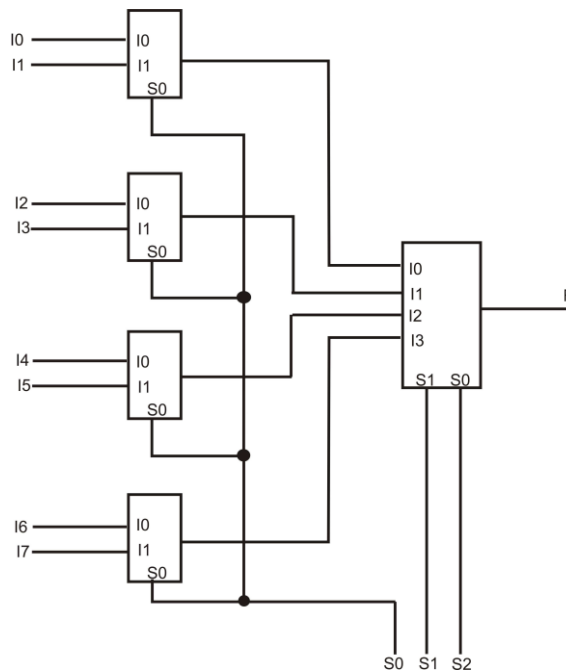 I0 I0
I1 I1
S0
I2 I0
I3 I1
S0
I0
I1
I2
I3
S1 S0
I4 I0
I5 I1
S0
I6 I0
I7 I1
S0
S0 S1 S2